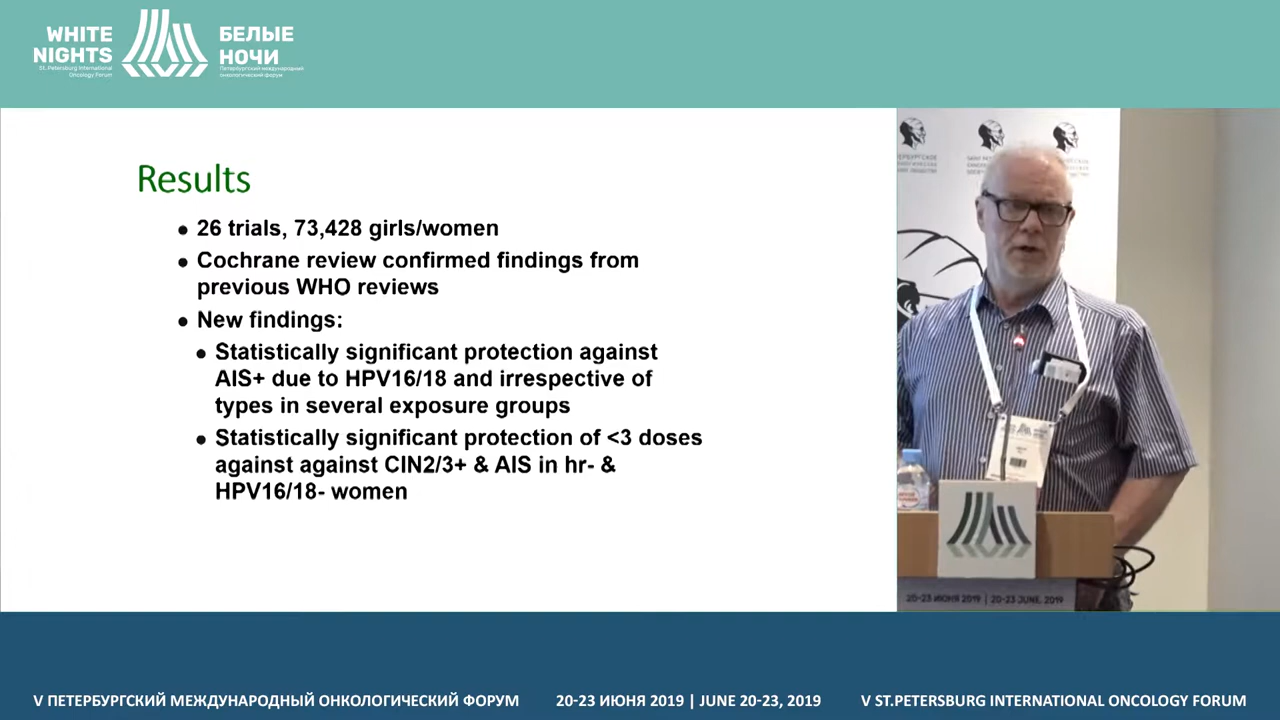 WHITE
NIGHTS
St. Petersburg International
Oncology Forum
БЕЛЫЕ
НОЧИ
Петербургский международный
онкологический форум
Results
• 26 trials, 73,428 girls/women
• Cochrane review confirmed findings from
previous WHO reviews
• New findings:
• Statistically significant protection against
AIS+ due to HPV16/18 and irrespective of
types in several exposure groups
• Statistically significant protection of <3 doses
against against CIN2/3+ & AIS in hr- &
HPV16/18- women
20-23 ИЮНЯ 2019 | 20-23 JUNE, 2019
V ПЕТЕРБУРГСКИЙ МЕЖДУНАРОДНЫЙ ОНКОЛОГИЧЕСКИЙ ФОРУМ
20-23 ИЮНЯ 2019 | JUNE 20-23, 2019
V ST.PETERSBURG INTERNATIONAL ONCOLOGY FORUM